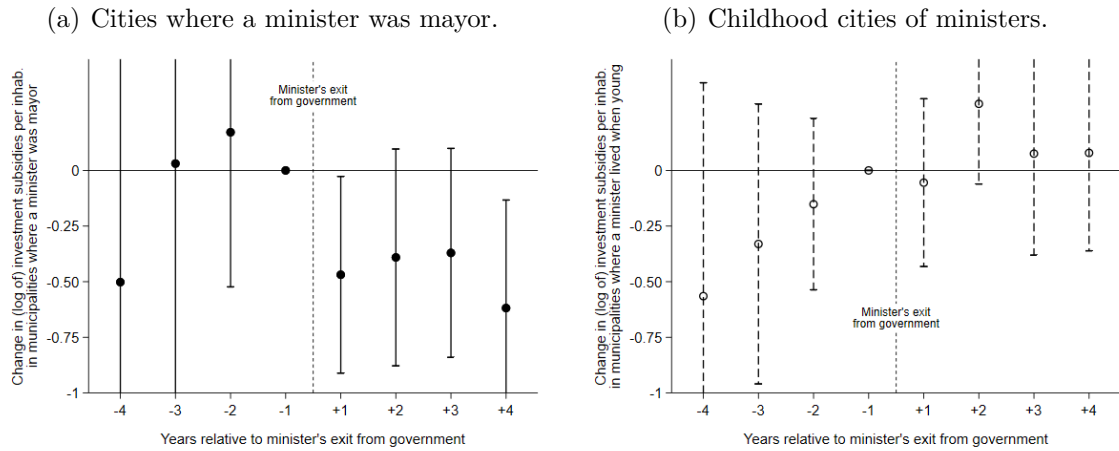 (a) Cities where a minister was mayor.
Change in (log of) investment subsidies per inhab.
in municipalities where a minister was mayor
Minister's exit
from government
0
-0.25
-0.50
-0.75
-1
-4 -3 -2 -1 +1 +2 +3 +4
Years relative to minister's exit from government
(b) Childhood cities of ministers.
Change in (log of) investment subsidies per inhab.
in municipalities where a minister lived when young
0
-0.25
-0.50
-0.75
-1
Minister's exit
from government
-4 -3 -2 -1 +1 +2 +3 +4
Years relative to minister's exit from government